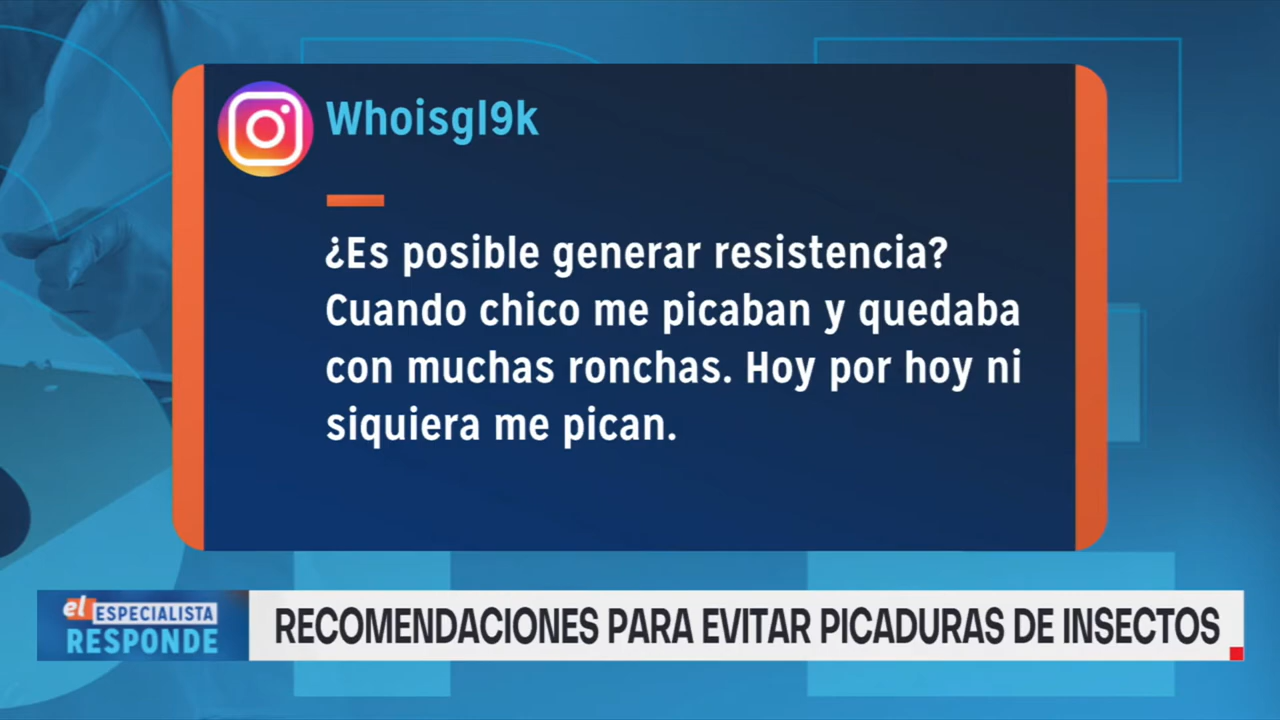 Whoisgl9k
¿Es posible generar resistencia?
Cuando chico me picaban y quedaba
con muchas ronchas. Hoy por hoy ni
siquiera me pican.
el ESPECIALISTA
RESPONDE
RECOMENDACIONES PARA EVITAR PICADURAS DE INSECTOS